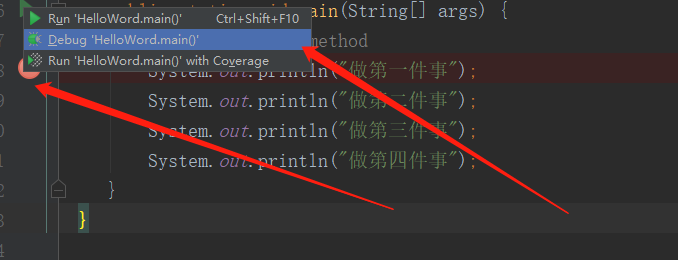 main(String[] args) {
Run 'HelloWord.main()' Ctrl+Shift+F10
Debug 'HelloWord.main()'
method
Run 'HelloWord.main()' with Coverage
System.out.println("做第一件事");
System.out.println("做第二件事");
System.out.println("做第三件事");
System.out.println("做第四件事");
}
}